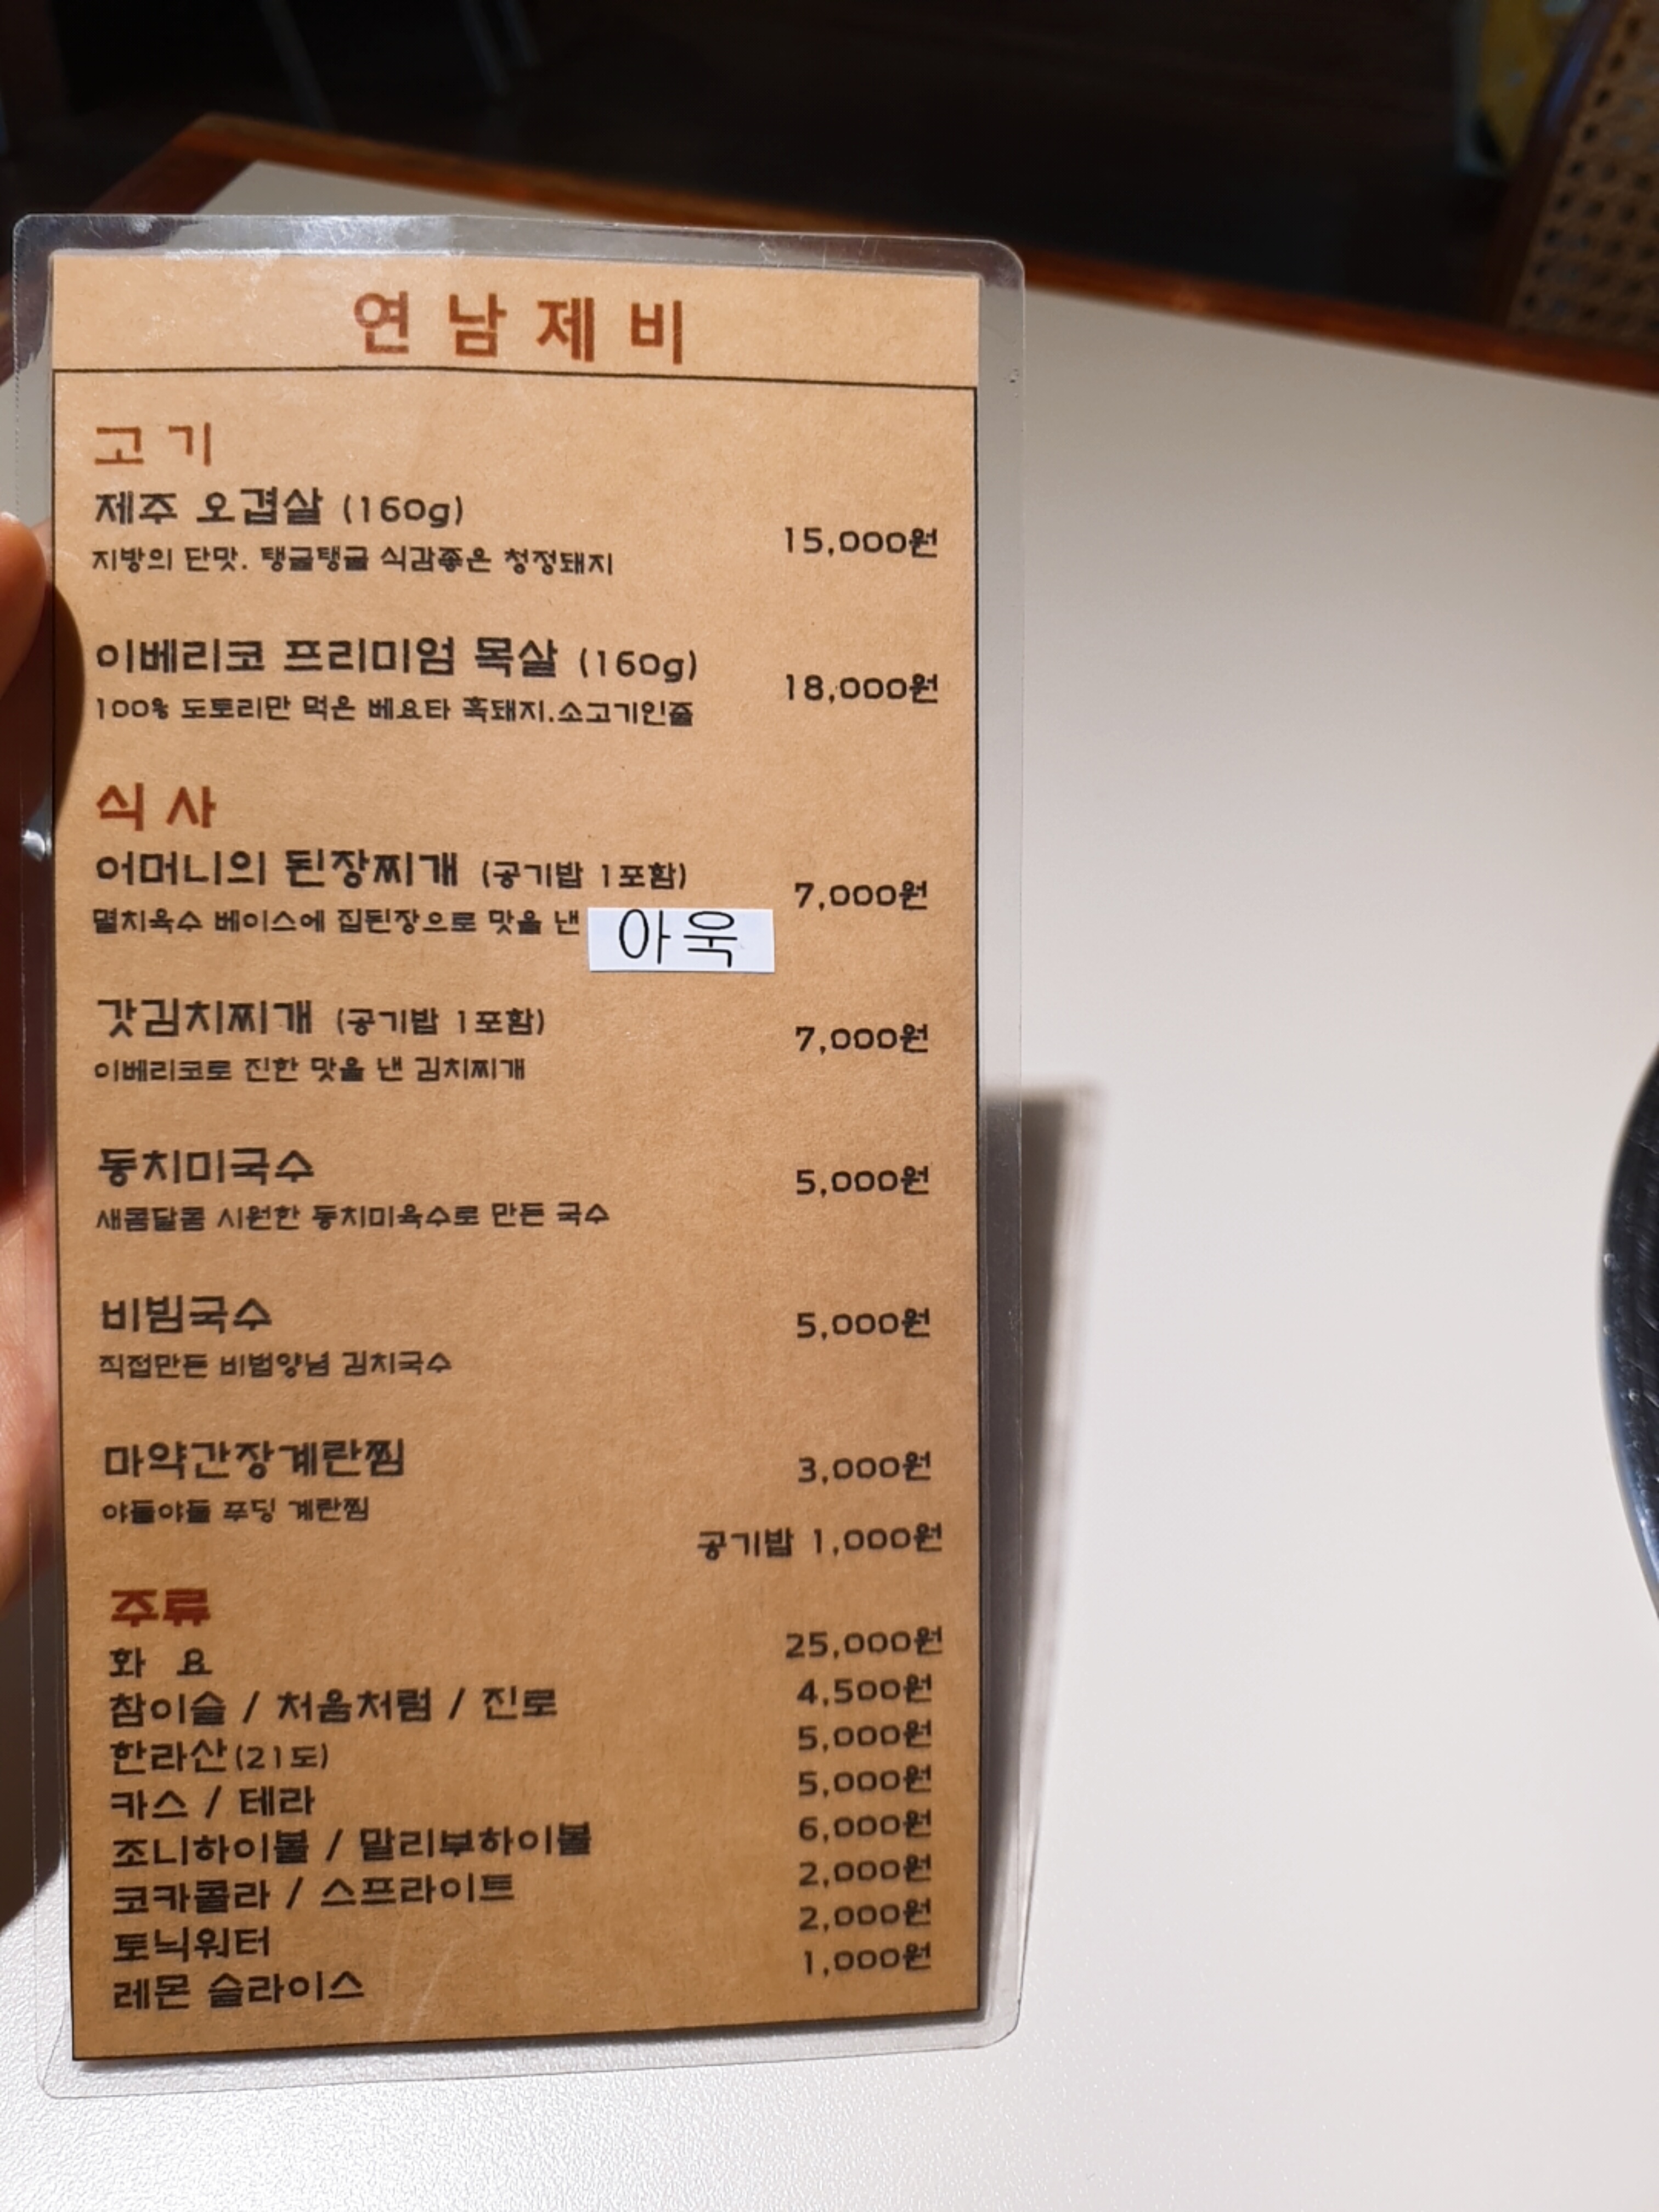 연남제비
고기
제주 오겹살 (160g)
15,000원
지방의 단맛. 탱글탱글 식감좋은 청정돼지
이베리코 프리미엄 목살 (160g)
18,000원
100% 도토리만 먹은 베요타 흑돼지.소고기인줄
식사
어머니의 된장찌개 (공기밥 1포함)
7,000원
멸치육수 베이스에 집된장으로 맛을 낸 아욱
갓김치찌개 (공기밥 1포함)
7,000원
이베리코로 진한 맛을 낸 김치찌개
동치미국수
5,000원
새콤달콤 시원한 동치미육수로 만든 국수
비빔국수
5,000원
직접만든 비법양념 김치국수
마약간장계란찜
3,000원
야들야들 푸딩 계란찜
공기밥 1,000원
주류
화 요 25,000원
참이슬 / 처음처럼 / 진로 4,500원
한라산(21도) 5,000원
카스 / 테라 5,000원
조니하이볼 / 말리부하이볼 6,000원
코카콜라 / 스프라이트 2,000원
토닉워터 2,000원
레몬 슬라이스 1,000원